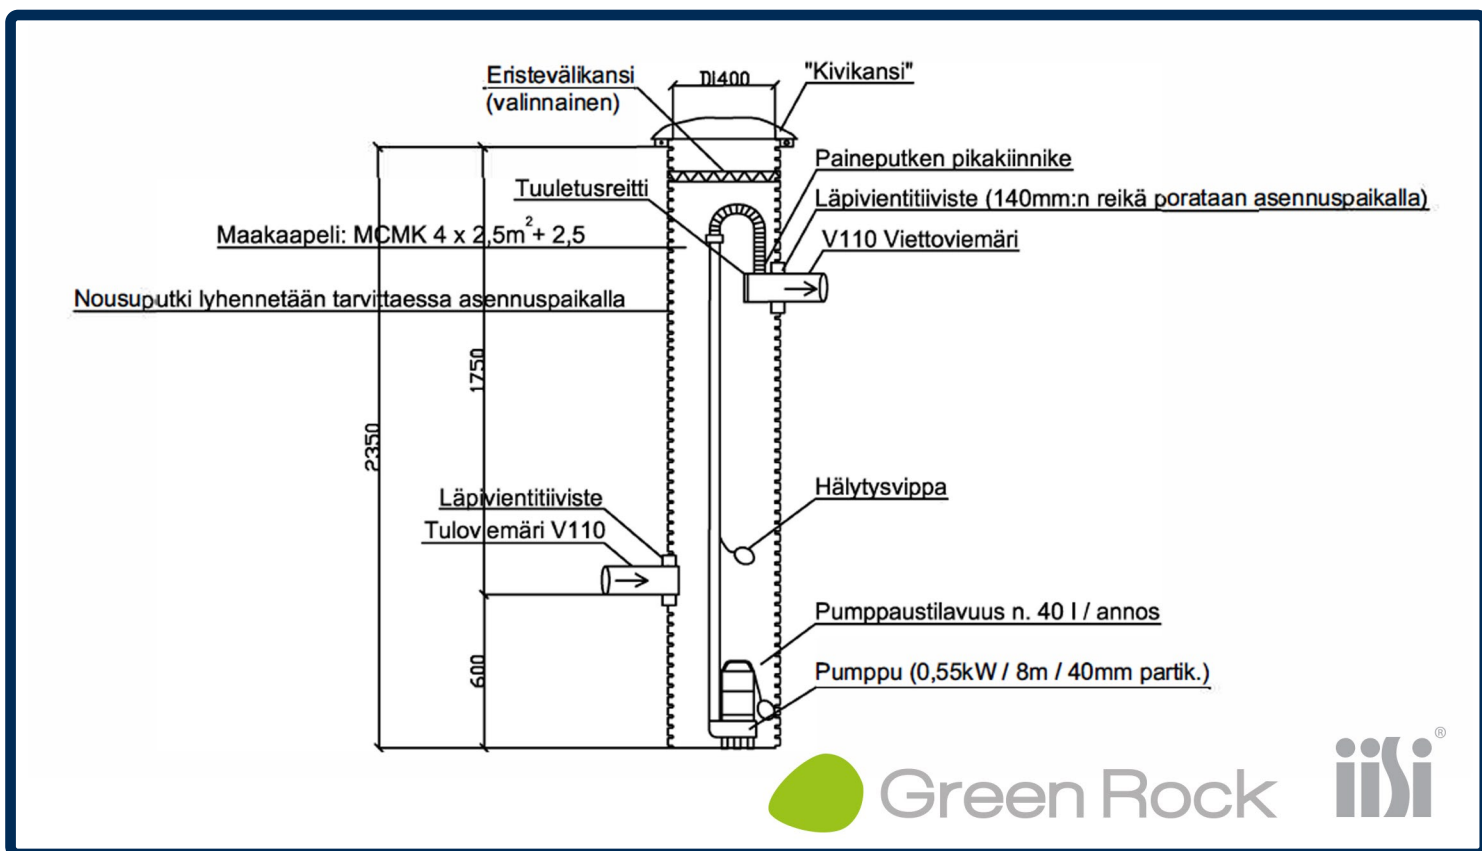 Eristevälikansi
(valinnainen)
DI400
"Kivikansi"
Paineputken pikakiinnike
Tuuletusreitti
Läpivientitiiviste (140mm:n reikä porataan asennuspaikalla)
Maakaapeli: MCMK 4 x 2,5m²+ 2,5
V110 Viettoviemäri
Nousuputki lyhennetään tarvittaessa asennuspaikalla
1750
2350
Läpivientitiiviste
Hälytysvippa
Tuloviemäri V110
Pumppaustilavuus n. 40 l / annos
600
Pumppu (0,55kW / 8m / 40mm partik.)
Green Rock
iiSi®